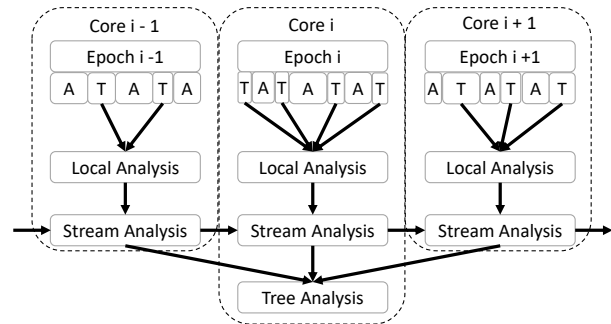 Core i - 1 Core i Core i + 1
Epoch i -1 Epoch i Epoch i +1
A T A T A T A T A T A T A T A T A T
Local Analysis Local Analysis Local Analysis
Stream Analysis Stream Analysis Stream Analysis
Tree Analysis